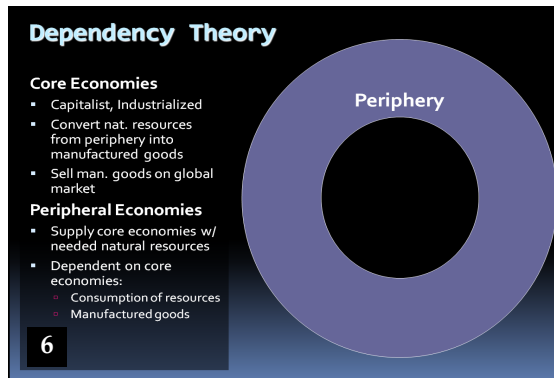 Dependency Theory
Core Economies
▪ Capitalist, Industrialized
▪ Convert nat. resources
from periphery into
manufactured goods
▪ Sell man. goods on global
market
Peripheral Economies
▪ Supply core economies w/
needed natural resources
▪ Dependent on core
economies:
▫ Consumption of resources
▫ Manufactured goods
6
Periphery